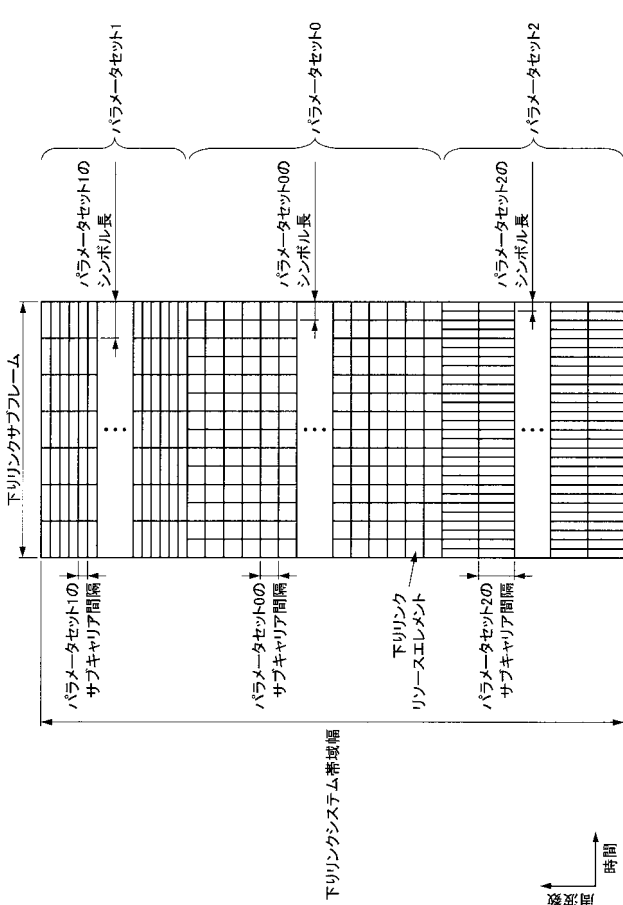 下りリンクサブフレーム
パラメータセット1の
シンボル長
パラメータセット1
パラメータセット1の
サブキャリア間隔
パラメータセット0の
シンボル長
パラメータセット0
パラメータセット0の
サブキャリア間隔
下りリンク
リソースエレメント
パラメータセット2の
シンボル長
パラメータセット2
パラメータセット2の
サブキャリア間隔
下りリンクシステム帯域幅
周波数
時間